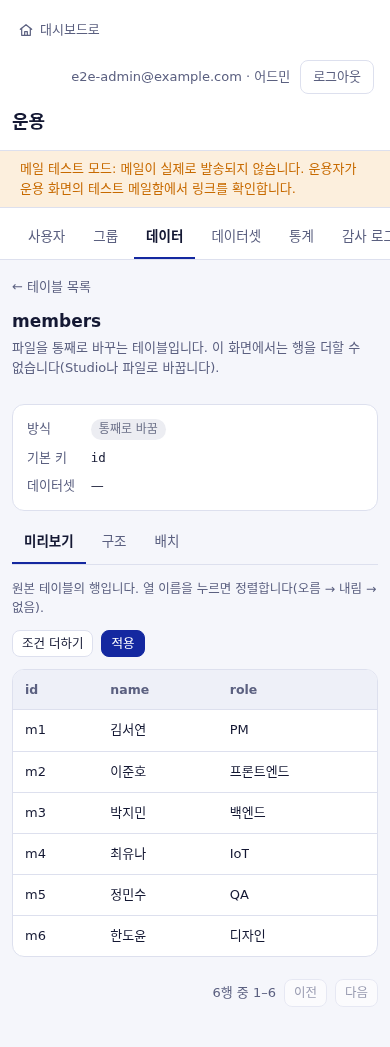 대시보드로
e2e-admin@example.com · 어드민 로그아웃
운용
메일 테스트 모드: 메일이 실제로 발송되지 않습니다. 운용자가
운용 화면의 테스트 메일함에서 링크를 확인합니다.
사용자 그룹 데이터 데이터셋 통계 감사 로그
← 테이블 목록
members
파일을 통째로 바꾸는 테이블입니다. 이 화면에서는 행을 더할 수
없습니다(Studio나 파일로 바꿉니다).
방식 통째로 바꿈
기본 키 id
데이터셋 —
미리보기 구조 배치
원본 테이블의 행입니다. 열 이름을 누르면 정렬합니다(오름 → 내림 →
없음).
조건 더하기 적용
id name role
m1 김서연 PM
m2 이준호 프론트엔드
m3 박지민 백엔드
m4 최유나 IoT
m5 정민수 QA
m6 한도윤 디자인
6행 중 1–6 이전 다음